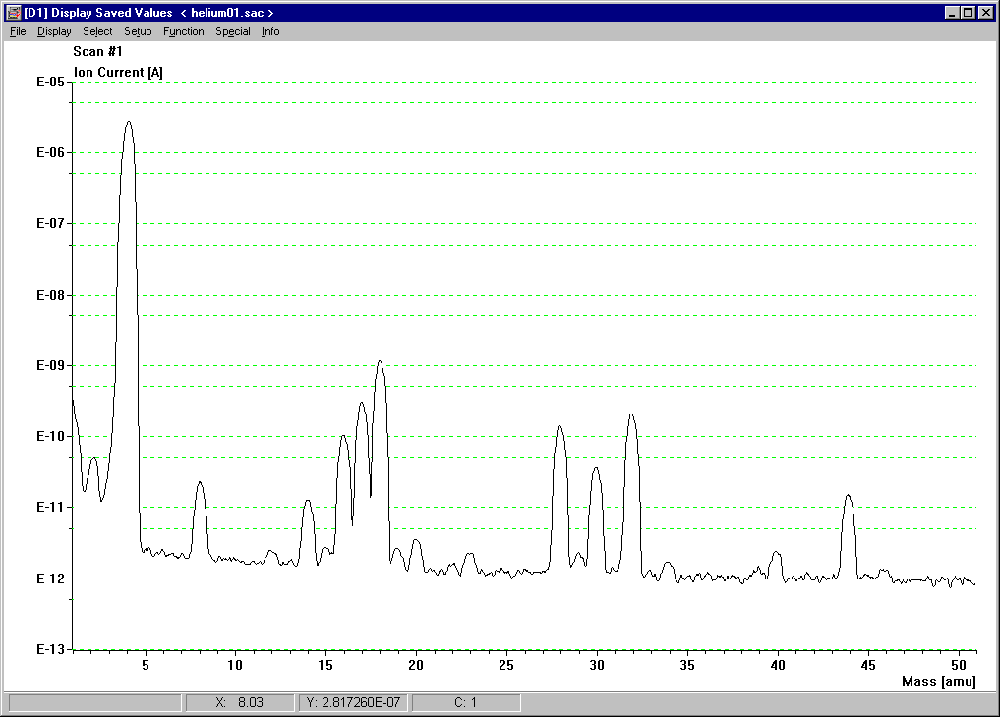 [D1] Display Saved Values < helium01.sac >
File Display Select Setup Function Special Info
Scan #1
Ion Current [A]
E-05
E-06
E-07
E-08
E-09
E-10
E-11
E-12
E-13
5 10 15 20 25 30 35 40 45 50
Mass [amu]
X: 8.03 Y: 2.817260E-07 C: 1